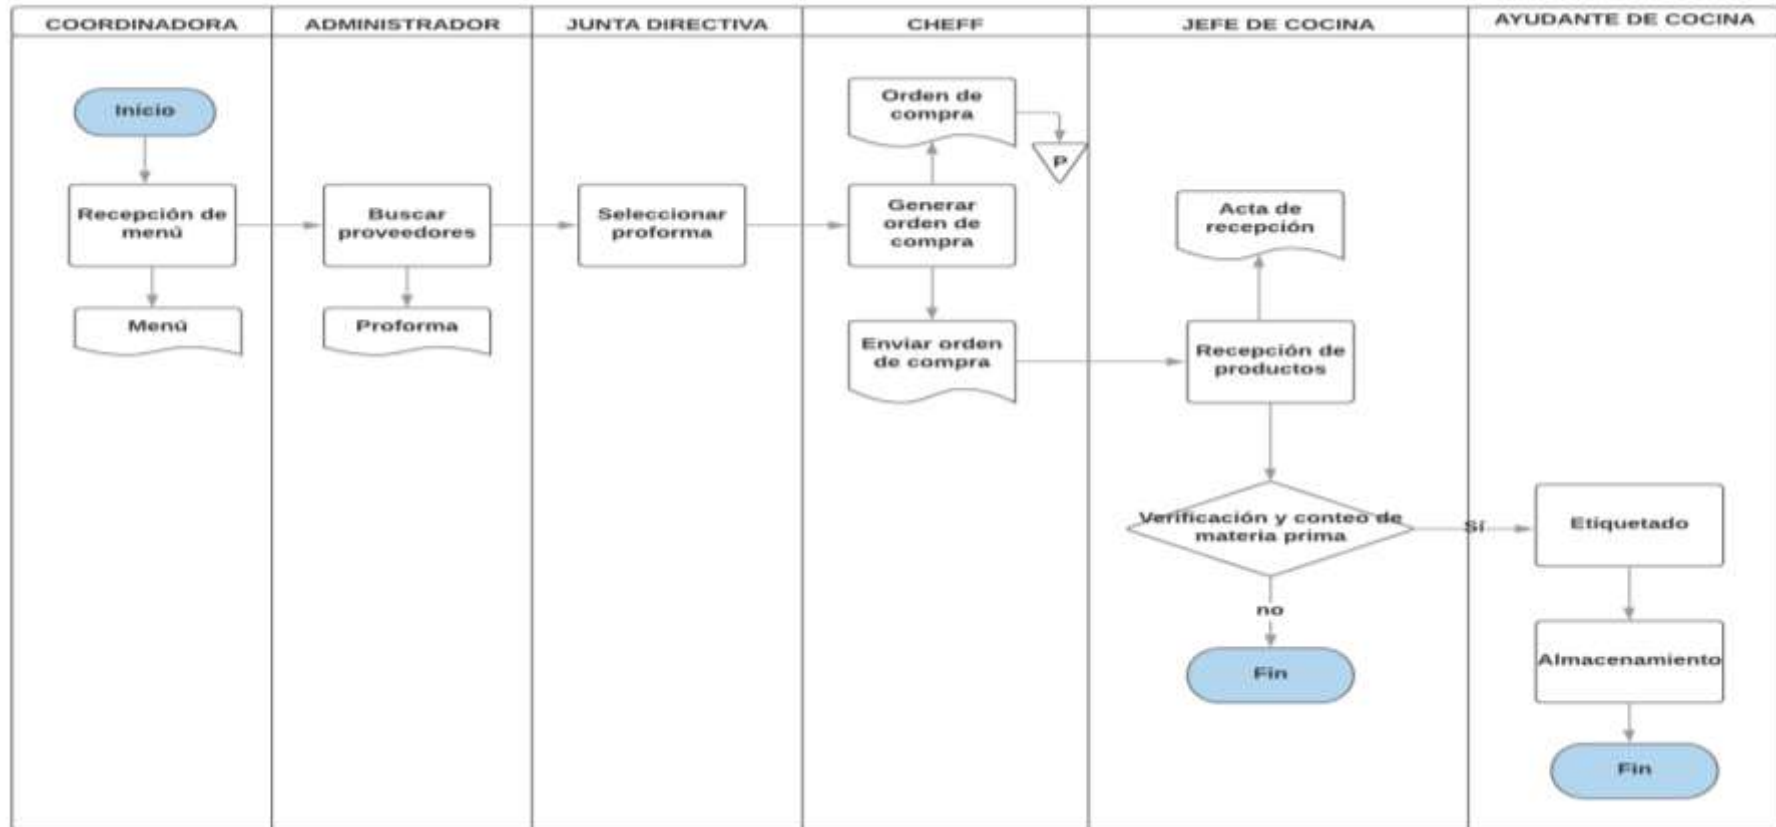 COORDINADORA
ADMINISTRADOR
JUNTA DIRECTIVA
CHEFF
JEFE DE COCINA
AYUDANTE DE COCINA
Inicio
Recepción de
menú
Menú
Buscar
proveedores
Proforma
Seleccionar
proforma
Orden de
compra
P
Generar
orden de
compra
Enviar orden
de compra
Acta de
recepción
Recepción de
productos
Verificación y conteo de
materia prima
Sí
no
Fin
Etiquetado
Almacenamiento
Fin